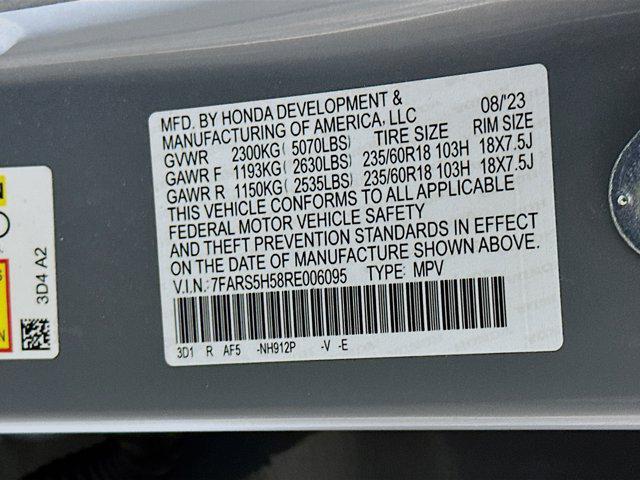 MFD. BY HONDA DEVELOPMENT & 08/'23
MANUFACTURING OF AMERICA, LLC
GVWR 2300KG( 5070LBS) TIRE SIZE RIM SIZE
GAWR F 1193KG( 2630LBS) 235/60R18 103H 18X7.5J
GAWR R 1150KG( 2535LBS) 235/60R18 103H 18X7.5J
THIS VEHICLE CONFORMS TO ALL APPLICABLE
FEDERAL MOTOR VEHICLE SAFETY
AND THEFT PREVENTION STANDARDS IN EFFECT
ON THE DATE OF MANUFACTURE SHOWN ABOVE.
V.I.N.:7FARS5H58RE006095 TYPE: MPV
3D1 R AF5 -NH912P -V -E
3D4 A2